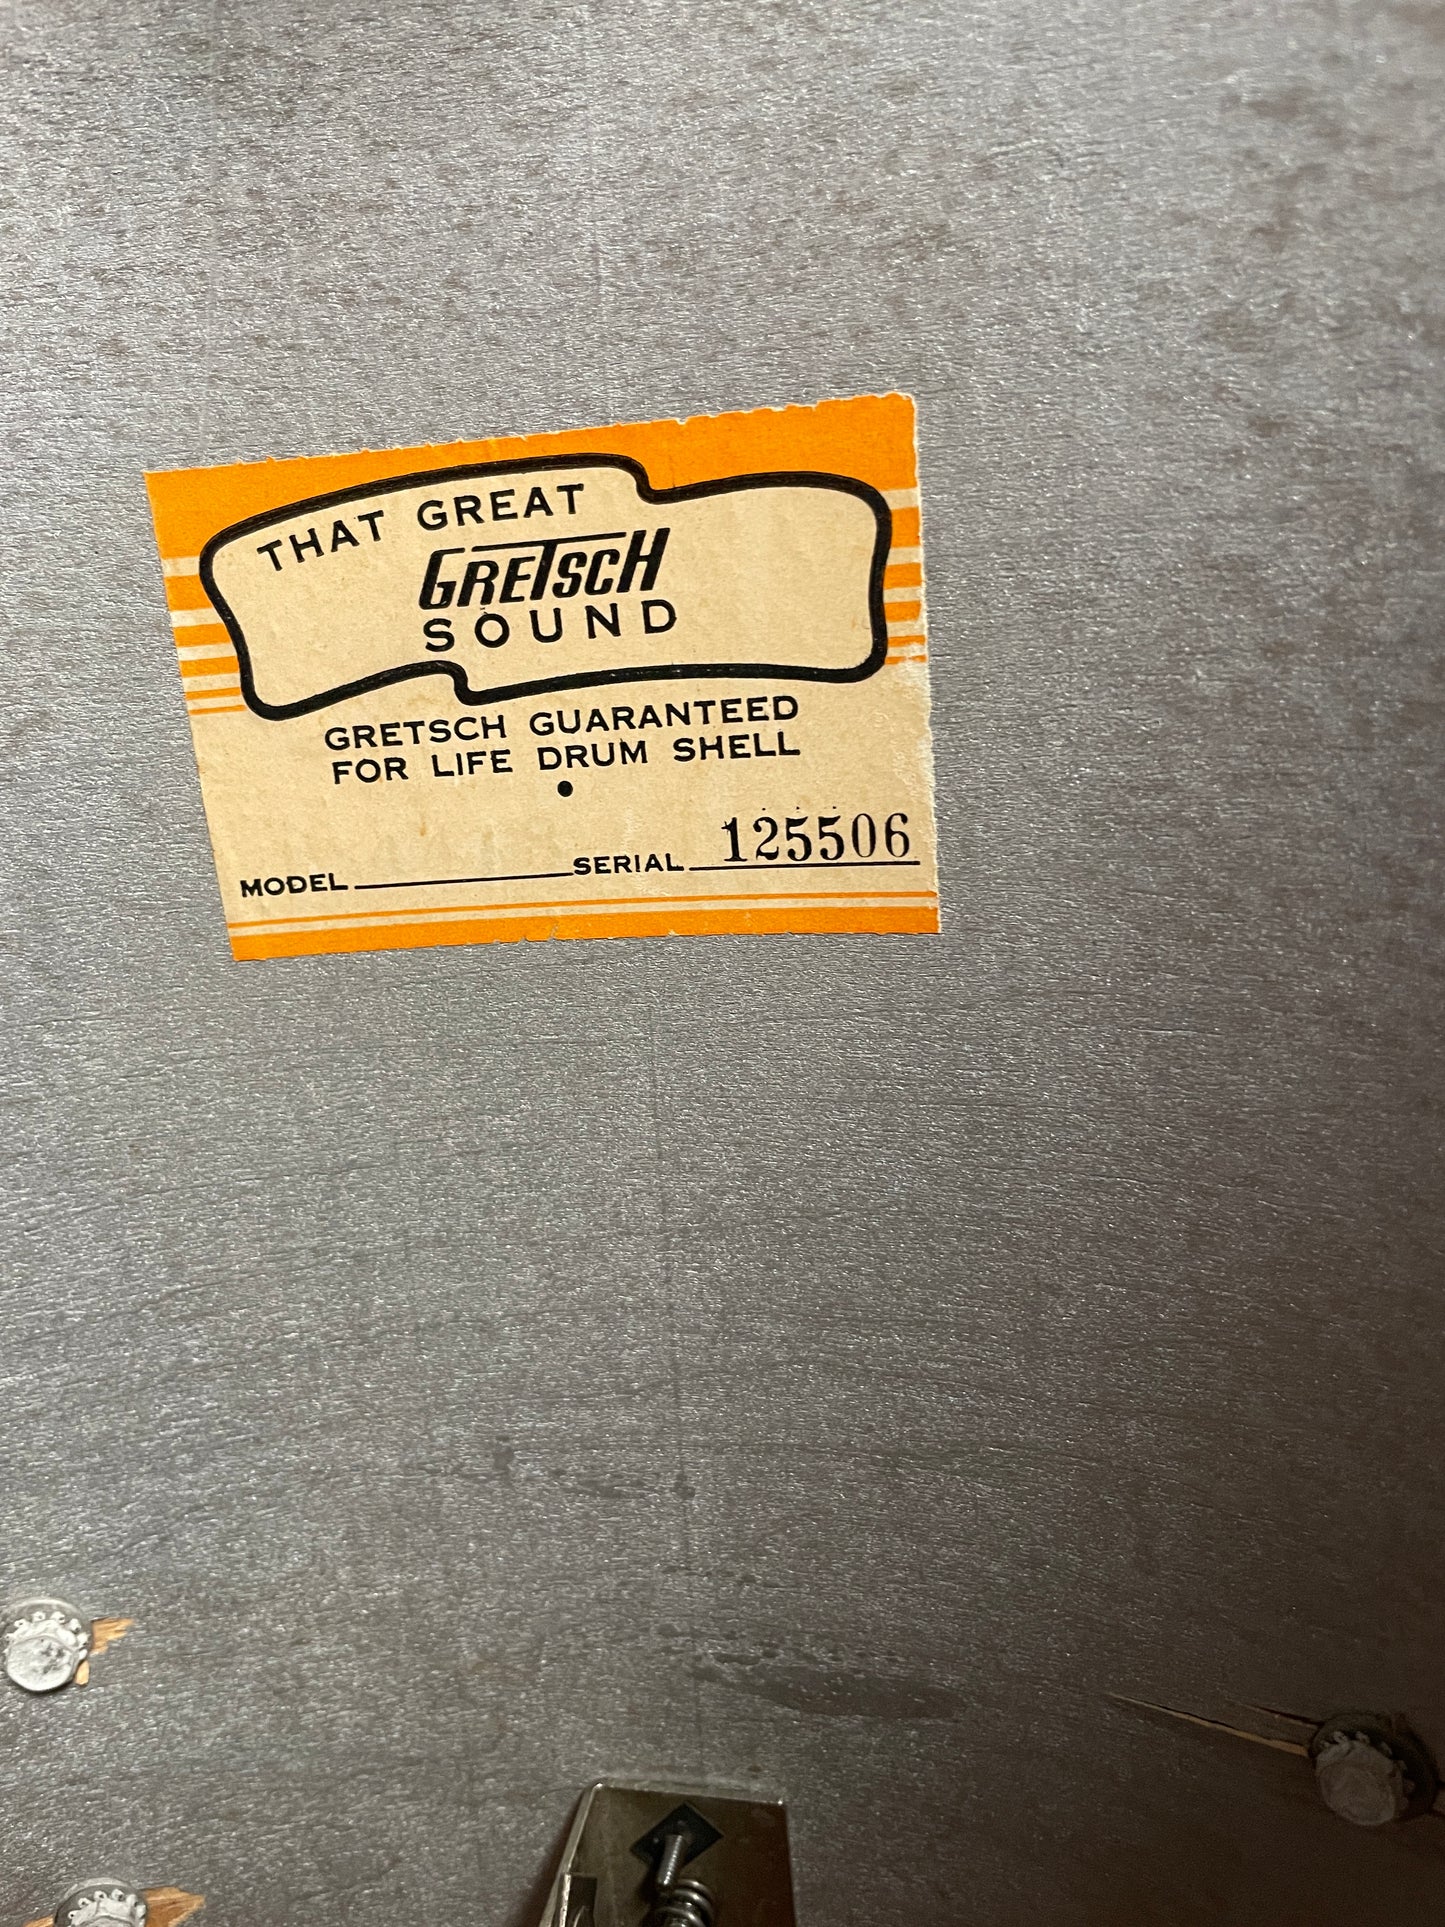 THAT GREAT
GRETSCH
SOUND
GRETSCH GUARANTEED
FOR LIFE DRUM SHELL
•
MODEL SERIAL 125506